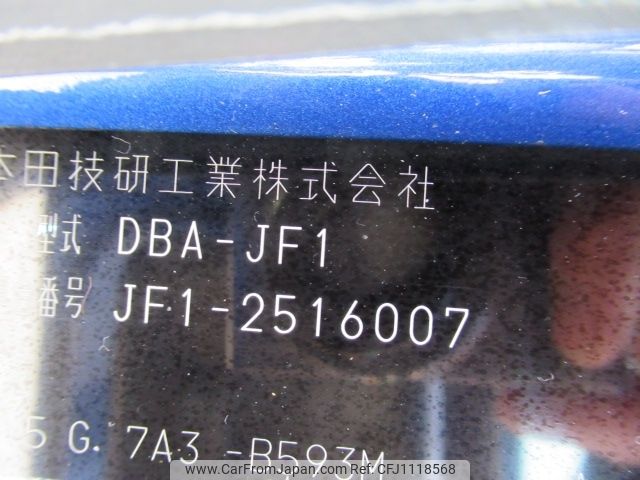 本田技研工業株式会社
型式 DBA-JF1
番号 JF1-2516007
5 G. 7A3 -B593M
© CarFromJapan.com, Ref No. CFJ1118568